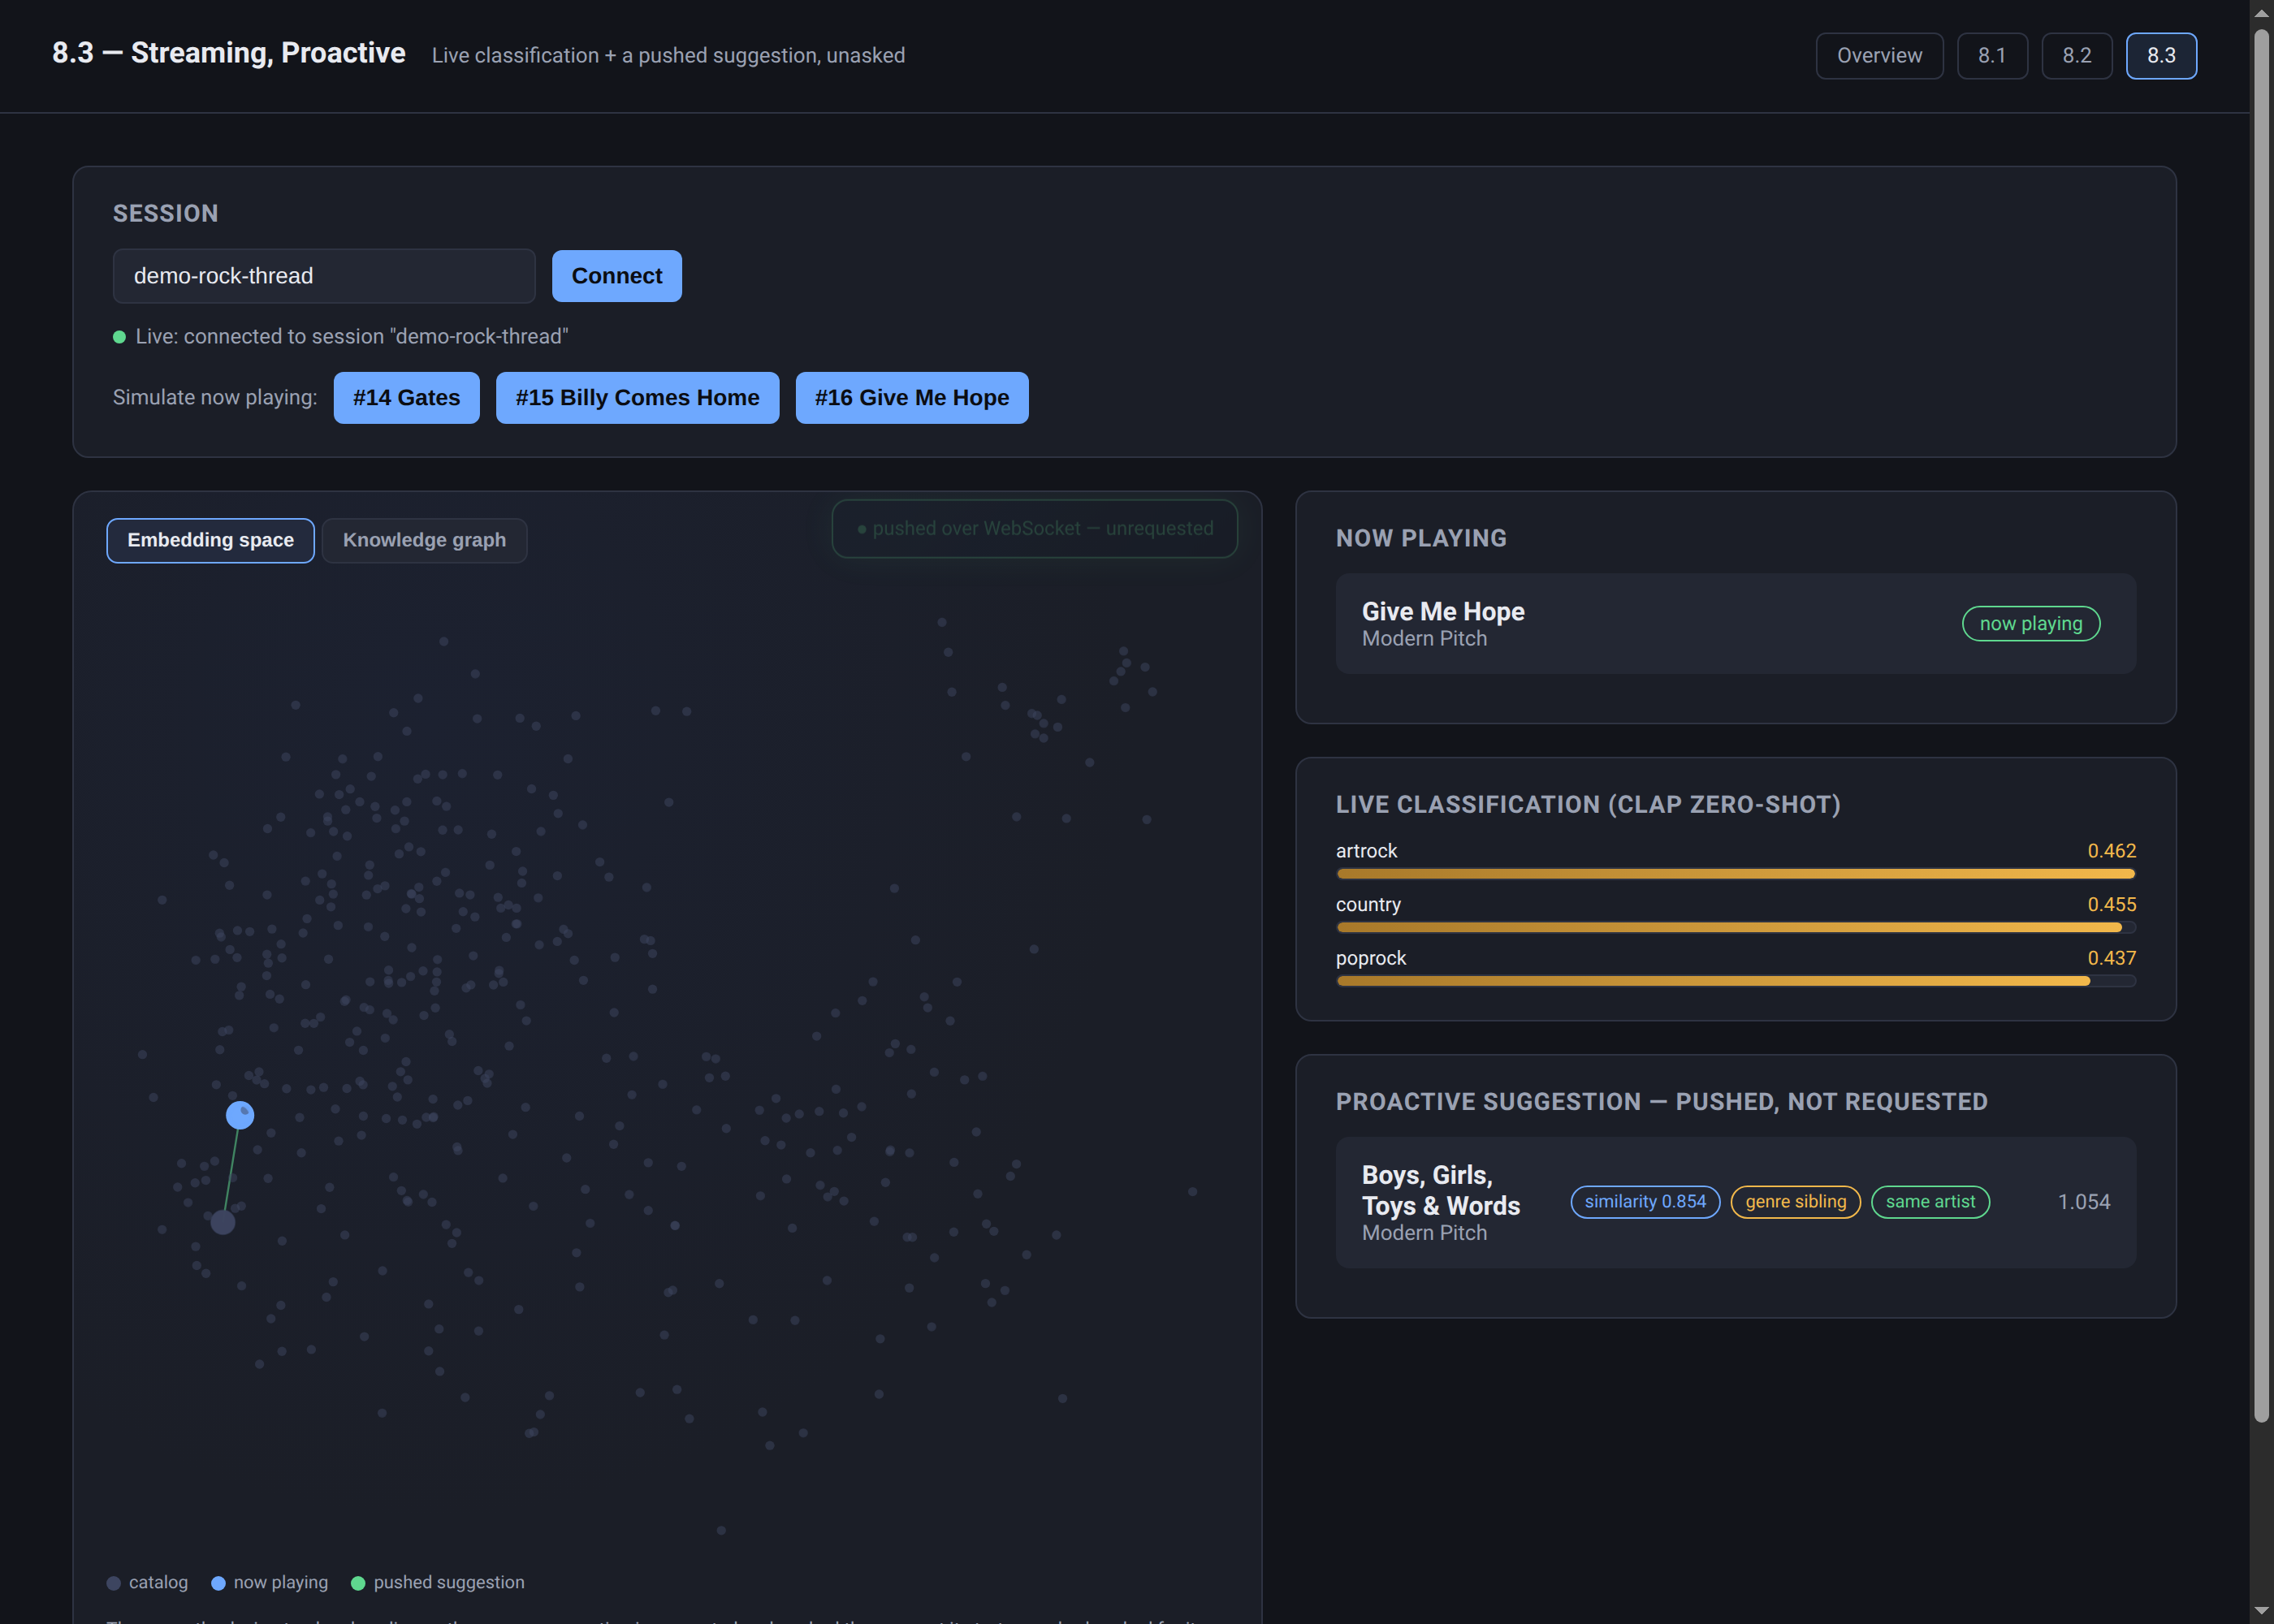 8.3 — Streaming, Proactive Live classification + a pushed suggestion, unasked Overview 8.1 8.2 8.3
SESSION
demo-rock-thread Connect
Live: connected to session "demo-rock-thread"
Simulate now playing: #14 Gates #15 Billy Comes Home #16 Give Me Hope
Embedding space Knowledge graph pushed over WebSocket — unrequested
catalog now playing pushed suggestion
NOW PLAYING
Give Me Hope
Modern Pitch
now playing
LIVE CLASSIFICATION (CLAP ZERO-SHOT)
artrock 0.462
country 0.455
poprock 0.437
PROACTIVE SUGGESTION — PUSHED, NOT REQUESTED
Boys, Girls,
Toys & Words
Modern Pitch
similarity 0.854 genre sibling same artist 1.054